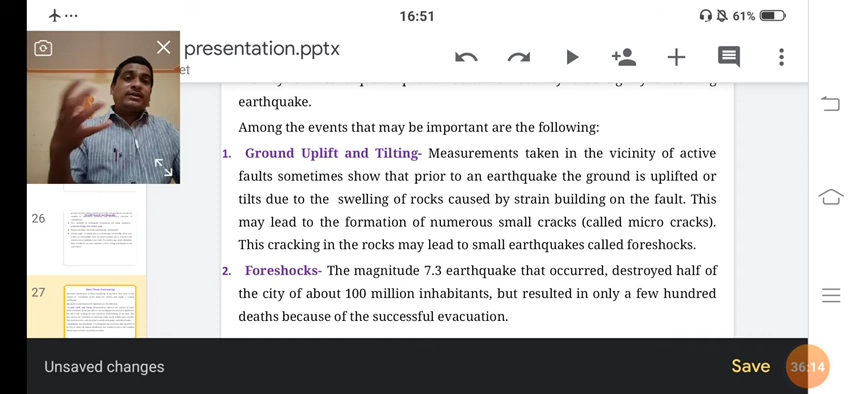 16:51
61%
presentation.pptx
et
earthquake.
Among the events that may be important are the following:
1. Ground Uplift and Tilting- Measurements taken in the vicinity of active
faults sometimes show that prior to an earthquake the ground is uplifted or
tilts due to the swelling of rocks caused by strain building on the fault. This
may lead to the formation of numerous small cracks (called micro cracks).
This cracking in the rocks may lead to small earthquakes called foreshocks.
2. Foreshocks- The magnitude 7.3 earthquake that occurred, destroyed half of
the city of about 100 million inhabitants, but resulted in only a few hundred
deaths because of the successful evacuation.
26
27
Unsaved changes
Save
36:14